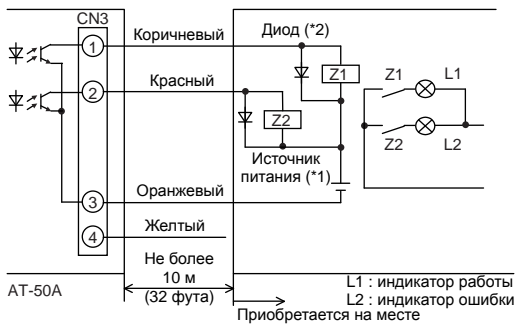 CN3
Коричневый
Диод (*2)
1
Z1
Z1
L1
Красный
2
Z2
Z2
L2
Источник
питания (*1)
Оранжевый
3
Желтый
4
Не более
10 м
(32 фута)
AT-50A
L1 : индикатор работы
L2 : индикатор ошибки
Приобретается на месте